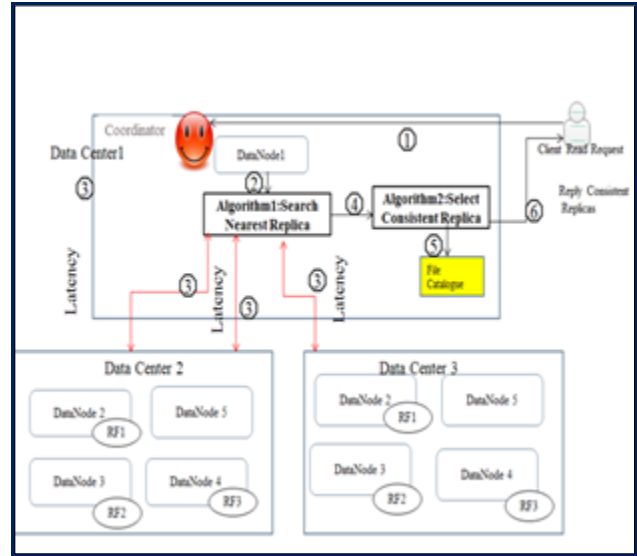 Coordinator
Data Center1
DataNode1
①
Client Read Request
②
③
Algorithm1:Search
Nearest Replica
④
Algorithm2:Select
Consistent Replica
⑥
Reply Consistent
Replicas
⑤
File
Catalogue
Latency
③
Latency
③
③
Latency
Data Center 2
DataNode 2
RF1
DataNode 5
DataNode 3
RF2
DataNode 4
RF3
Data Center 3
DataNode 2
RF1
DataNode 5
DataNode 3
RF2
DataNode 4
RF3